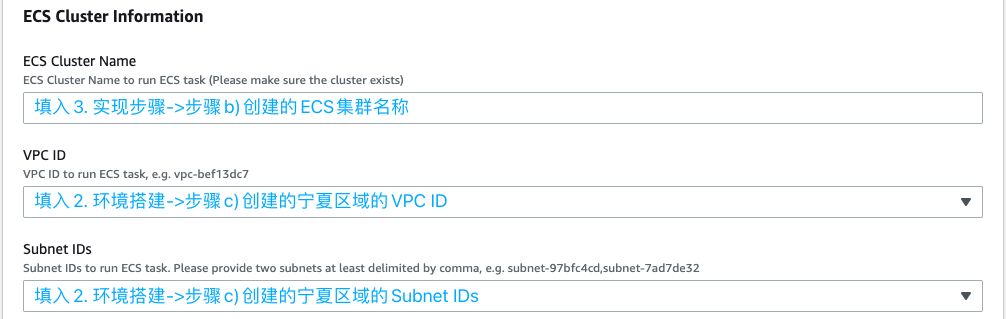 ECS Cluster Information
ECS Cluster Name
ECS Cluster Name to run ECS task (Please make sure the cluster exists)
填入 3. 实现步骤->步骤 b) 创建的 ECS 集群名称
VPC ID
VPC ID to run ECS task, e.g. vpc-bef13dc7
填入 2. 环境搭建->步骤 c) 创建的宁夏区域的 VPC ID
Subnet IDs
Subnet IDs to run ECS task. Please provide two subnets at least delimited by comma, e.g. subnet-97bfc4cd,subnet-7ad7de32
填入 2. 环境搭建->步骤 c) 创建的宁夏区域的 Subnet IDs